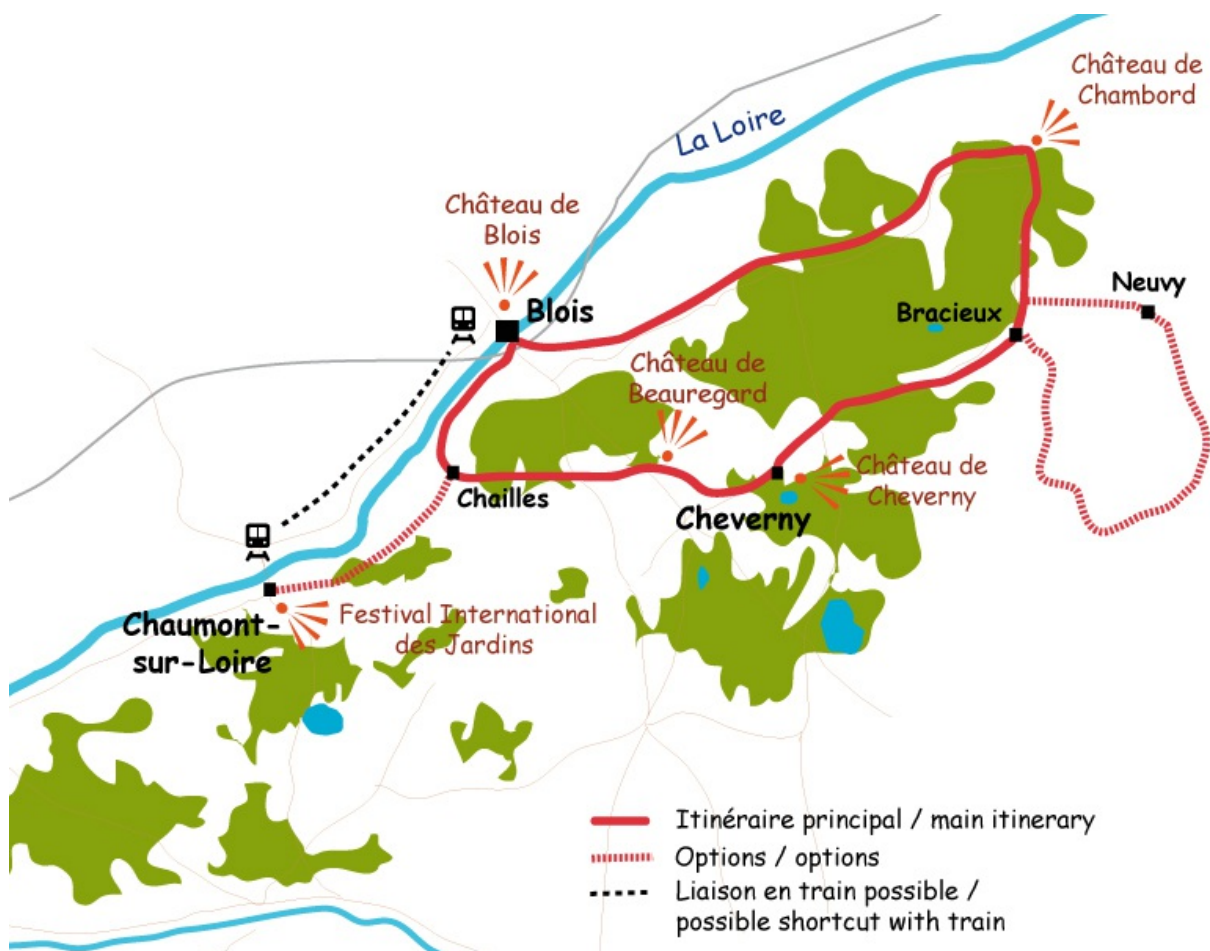 Château de
Chambord
La Loire
Château de
Blois
Blois
Neuvy
Bracieux
Château de
Beauregard
Château de
Cheverny
Chailles
Cheverny
Festival International
des Jardins
Chaumont-
sur-Loire
Itinéraire principal / main itinerary
Options / options
Liaison en train possible /
possible shortcut with train